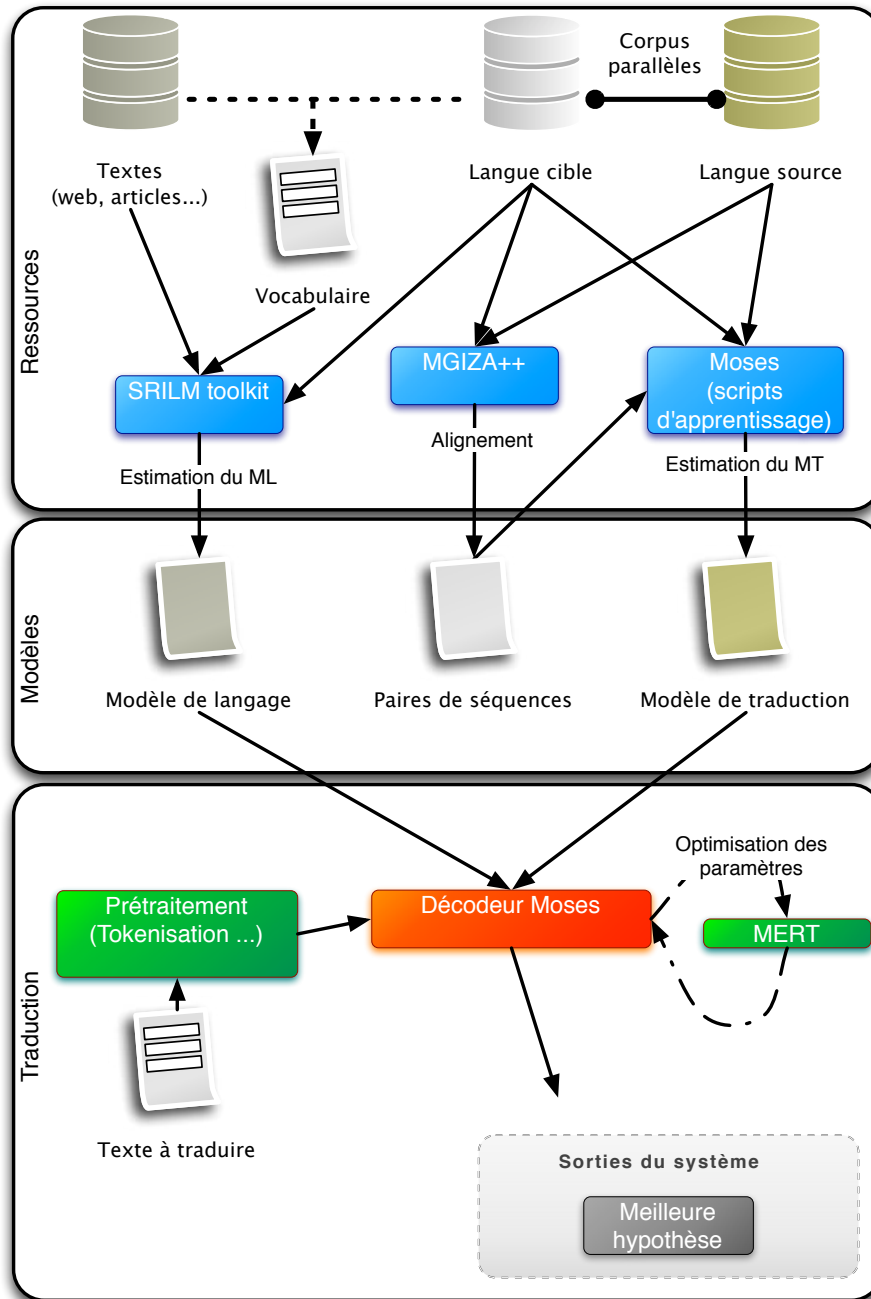 Corpus
parallèles
Textes
(web, articles...)
Langue cible
Langue source
Vocabulaire
Ressources
SRILM toolkit
MGIZA++
Moses
(scripts
d'apprentissage)
Estimation du ML
Alignement
Estimation du MT
Modèles
Modèle de langage
Paires de séquences
Modèle de traduction
Traduction
Optimisation des
paramètres
Prétraitement
(Tokenisation ...)
Décodeur Moses
MERT
Texte à traduire
Sorties du système
Meilleure
hypothèse